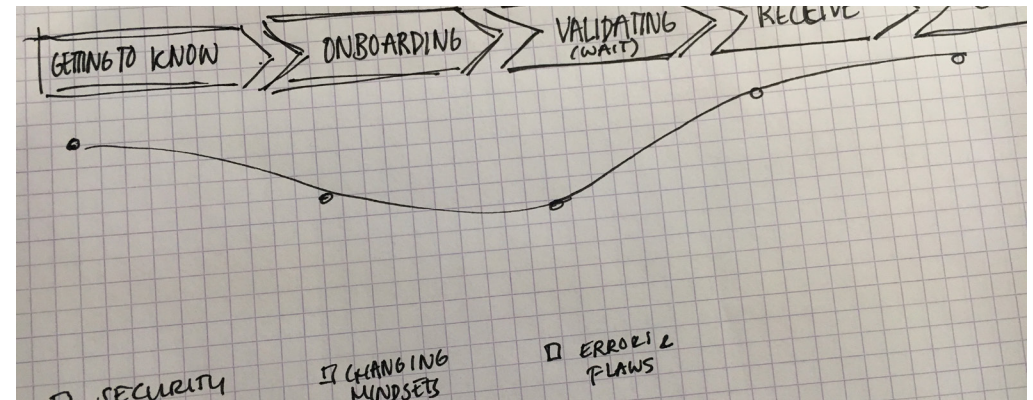 GETTING TO KNOW
ONBOARDING
VALIDATING
(WAIT)
RECEIVE
SECURITY
CHANGING
MINDSETS
ERRORS &
FLAWS